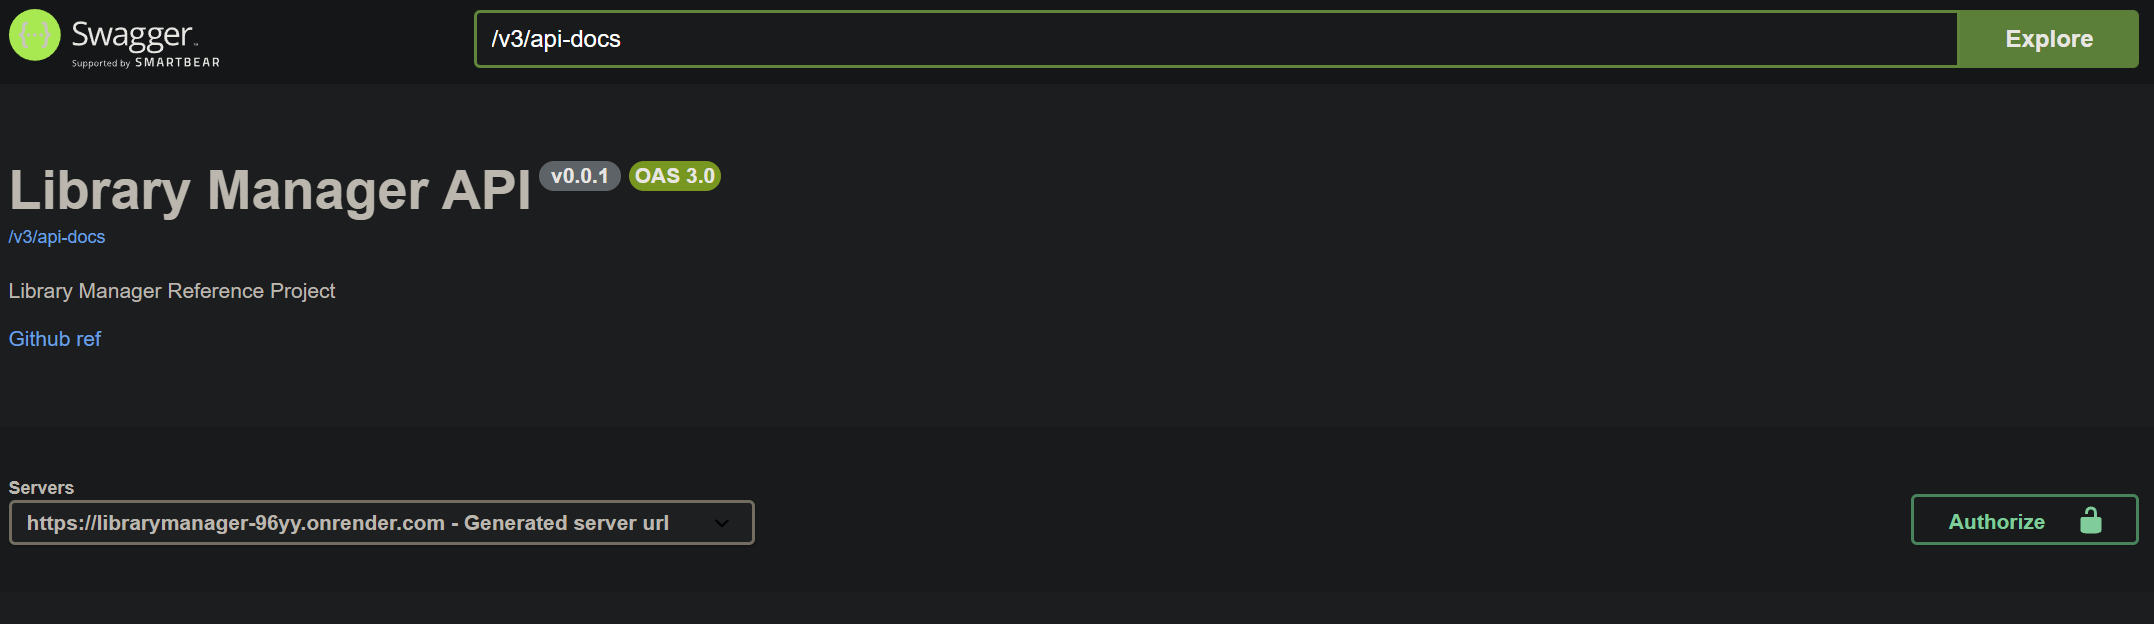 Swagger
Supported by SMARTBEAR
/v3/api-docs
Explore
Library Manager API v0.0.1 OAS 3.0
/v3/api-docs
Library Manager Reference Project
Github ref
Servers
https://librarymanager-96yy.onrender.com - Generated server url
Authorize